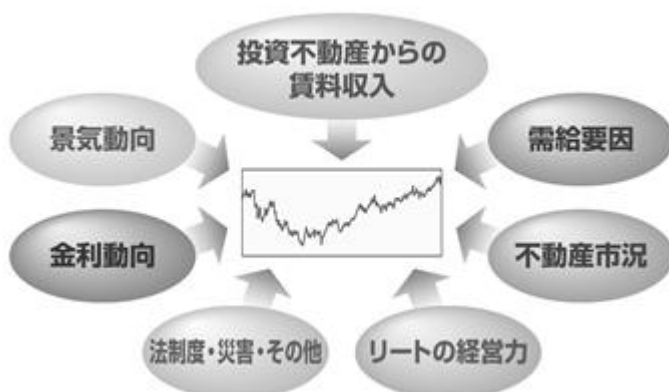 投資不動産からの
賃料収入
景気動向
需給要因
金利動向
不動産市況
法制度・災害・その他
リートの経営力